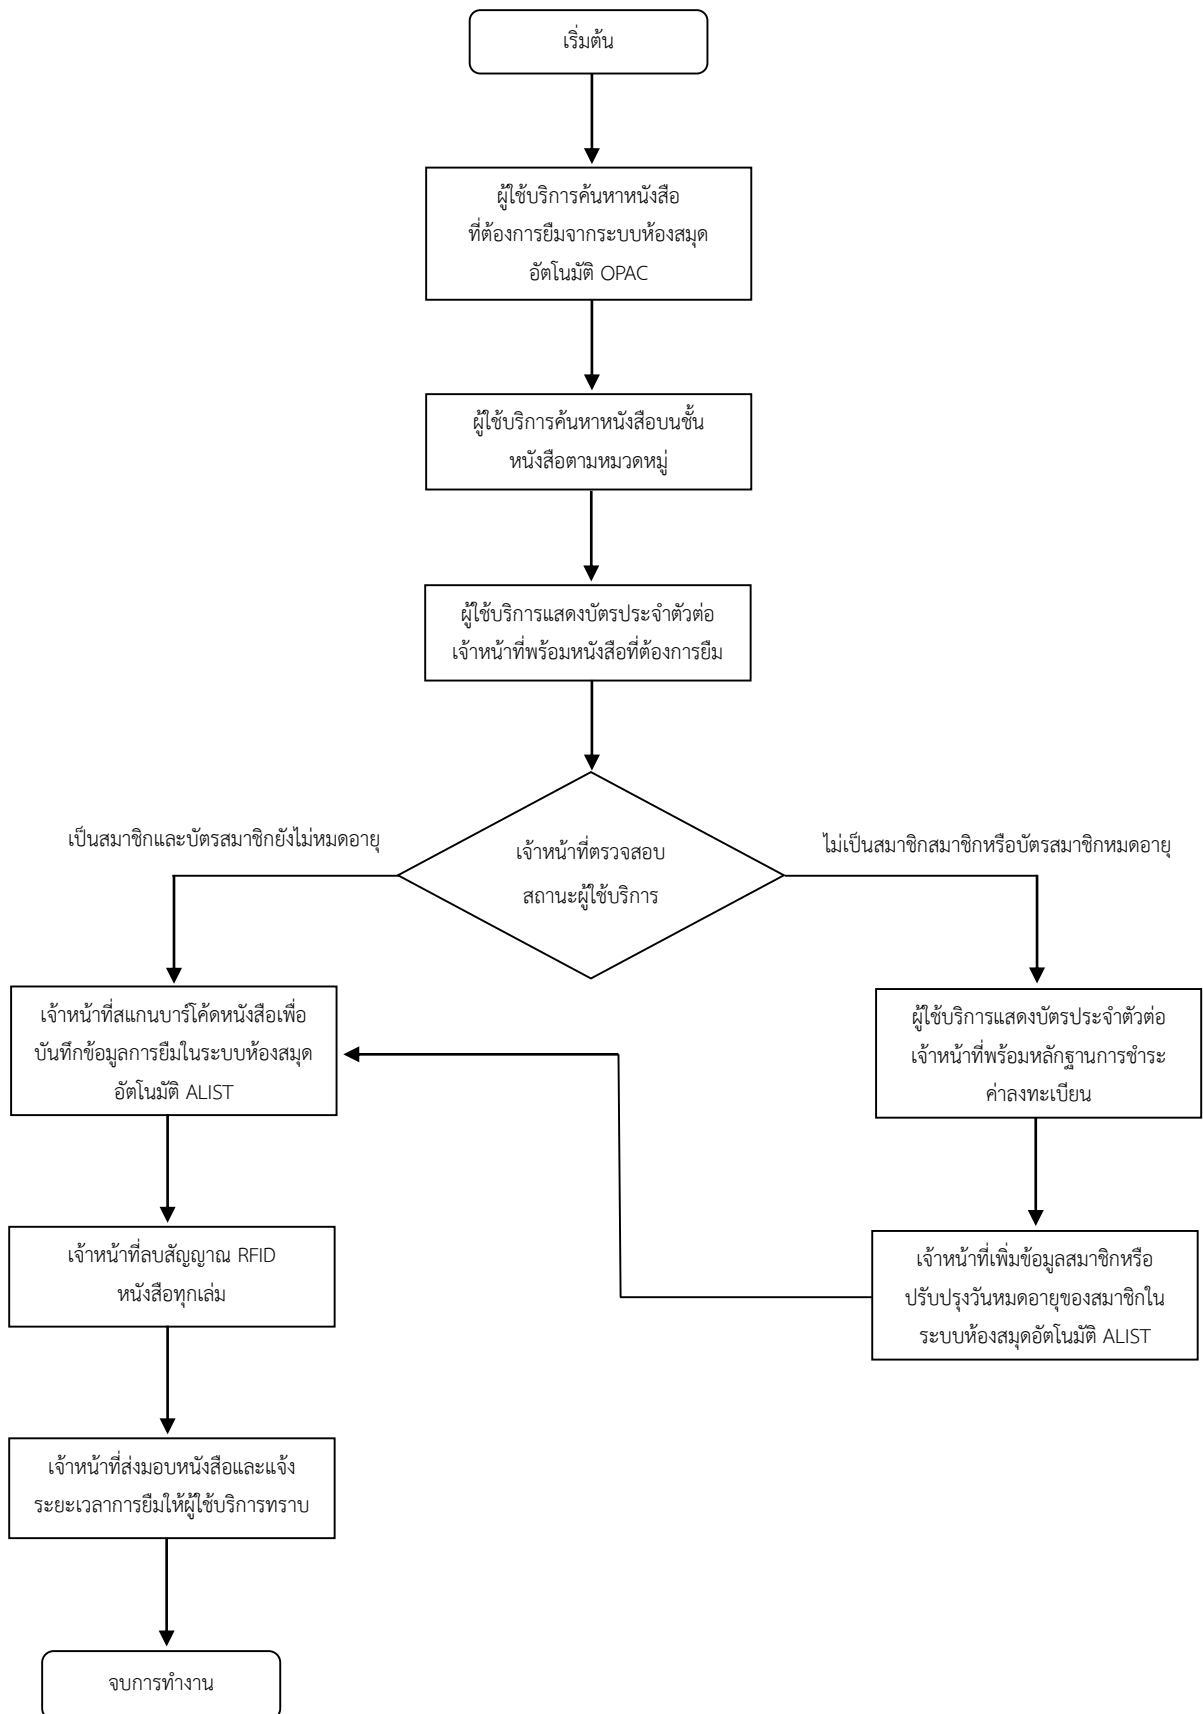 เริ่มต้น
ผู้ใช้บริการค้นหาหนังสือ
ที่ต้องการยืมจากระบบห้องสมุด
อัตโนมัติ OPAC
ผู้ใช้บริการค้นหาหนังสือบนชั้น
หนังสือตามหมวดหมู่
ผู้ใช้บริการแสดงบัตรประจำตัวต่อ
เจ้าหน้าที่พร้อมหนังสือที่ต้องการยืม
เจ้าหน้าที่ตรวจสอบ
สถานะผู้ใช้บริการ
เป็นสมาชิกและบัตรสมาชิกยังไม่หมดอายุ
ไม่เป็นสมาชิกสมาชิกหรือบัตรสมาชิกหมดอายุ
เจ้าหน้าที่สแกนบาร์โค้ดหนังสือเพื่อ
บันทึกข้อมูลการยืมในระบบห้องสมุด
อัตโนมัติ ALIST
ผู้ใช้บริการแสดงบัตรประจำตัวต่อ
เจ้าหน้าที่พร้อมหลักฐานการชำระ
ค่าลงทะเบียน
เจ้าหน้าที่ลบสัญญาณ RFID
หนังสือทุกเล่ม
เจ้าหน้าที่เพิ่มข้อมูลสมาชิกหรือ
ปรับปรุงวันหมดอายุของสมาชิกใน
ระบบห้องสมุดอัตโนมัติ ALIST
เจ้าหน้าที่ส่งมอบหนังสือและแจ้ง
ระยะเวลาการยืมให้ผู้ใช้บริการทราบ
จบการทำงาน